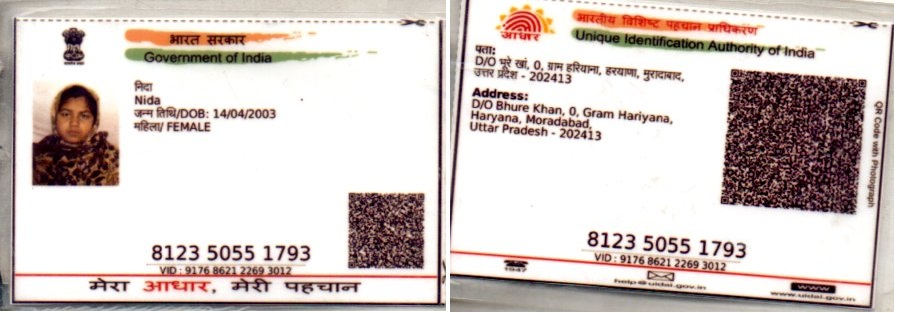 भारत सरकार
Government of India
निदा
Nida
जन्म तिथि/DOB: 14/04/2003
महिला/ FEMALE
8123 5055 1793
VID : 9176 8621 2269 3012
मेरा आधार, मेरी पहचान
आधार
भारतीय विशिष्ट पहचान प्राधिकरण
Unique Identification Authority of India
पता:
D/O भूरे खां, 0, ग्राम हरियाना, हरयाणा, मुरादाबाद,
उत्तर प्रदेश - 202413
Address:
D/O Bhure Khan, 0, Gram Hariyana,
Haryana, Moradabad,
Uttar Pradesh - 202413
QR Code with Photograph
8123 5055 1793
VID : 9176 8621 2269 3012
1947
help@uidai.gov.in
www
www.uidai.gov.in